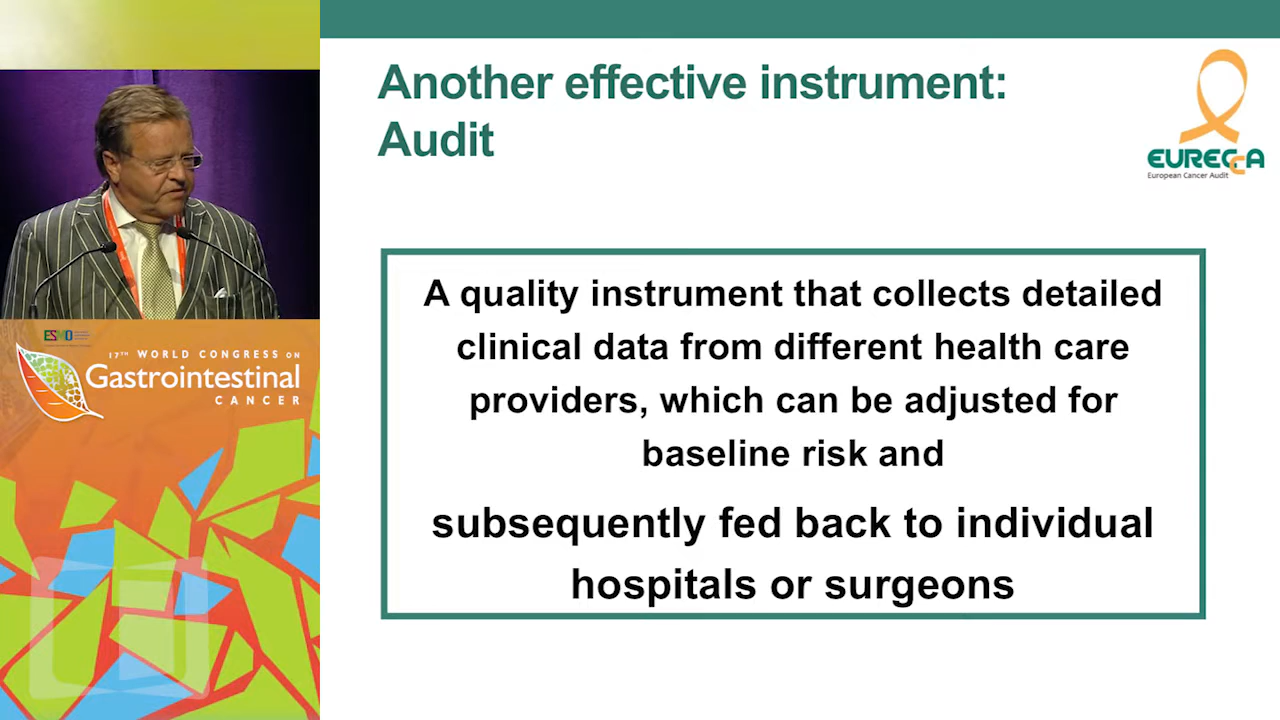 Another effective instrument:
Audit
EURECCA
European Cancer Audit
A quality instrument that collects detailed
clinical data from different health care
providers, which can be adjusted for
baseline risk and
subsequently fed back to individual
hospitals or surgeons
ESMO
17TH WORLD CONGRESS ON
Gastrointestinal
CANCER